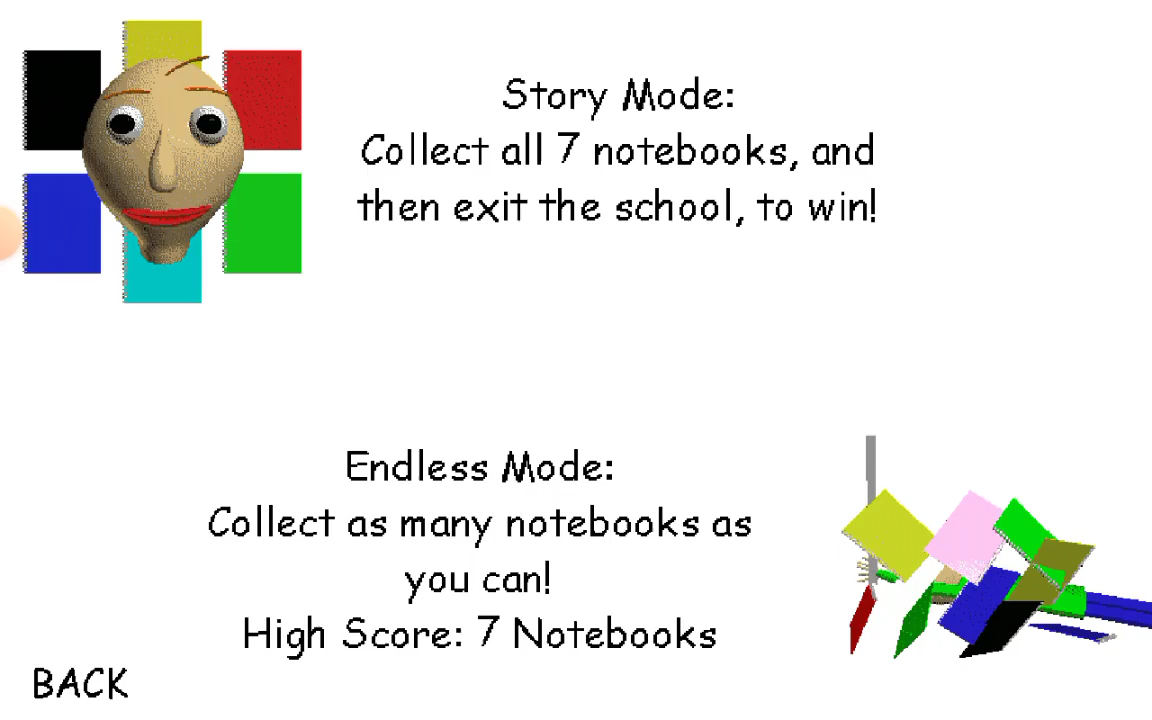 Story Mode:
Collect all 7 notebooks, and
then exit the school, to win!
Endless Mode:
Collect as many notebooks as
you can!
High Score: 7 Notebooks
BACK